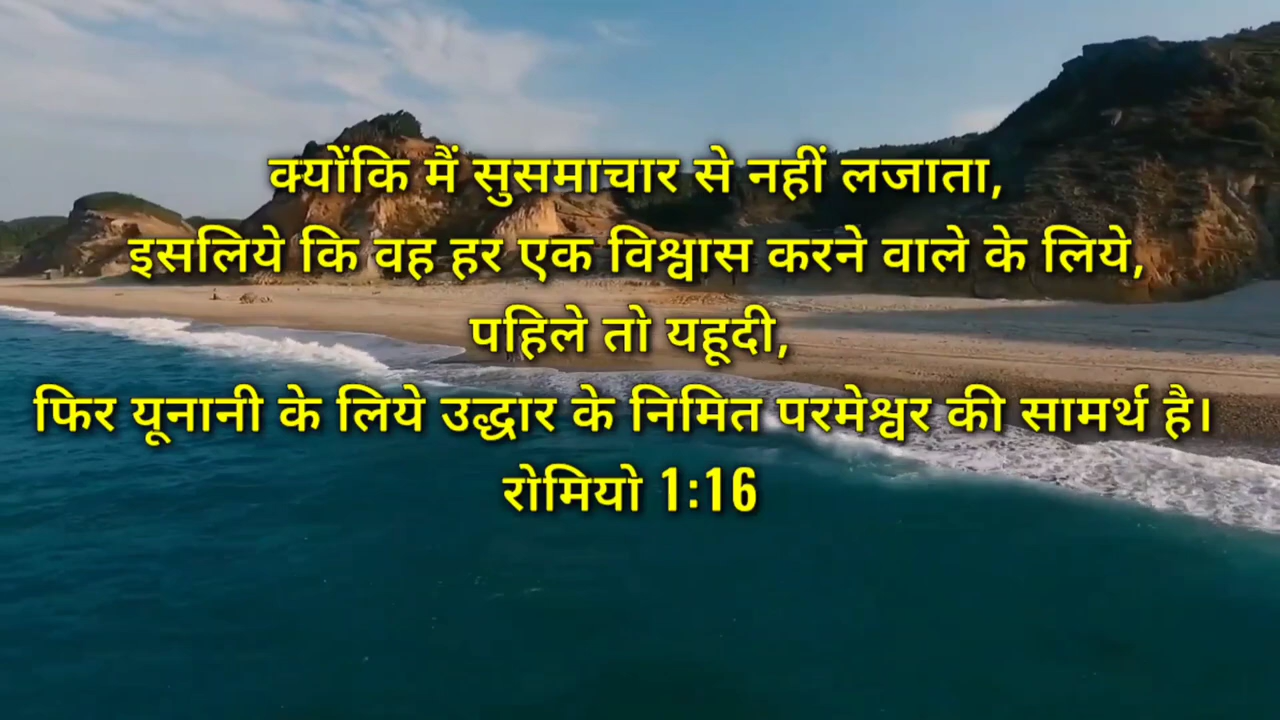 क्योंकि मैं सुसमाचार से नहीं लजाता,
इसलिये कि वह हर एक विश्वास करने वाले के लिये,
पहिले तो यहूदी,
फिर यूनानी के लिये उद्धार के निमित परमेश्वर की सामर्थ है।
रोमियो 1:16